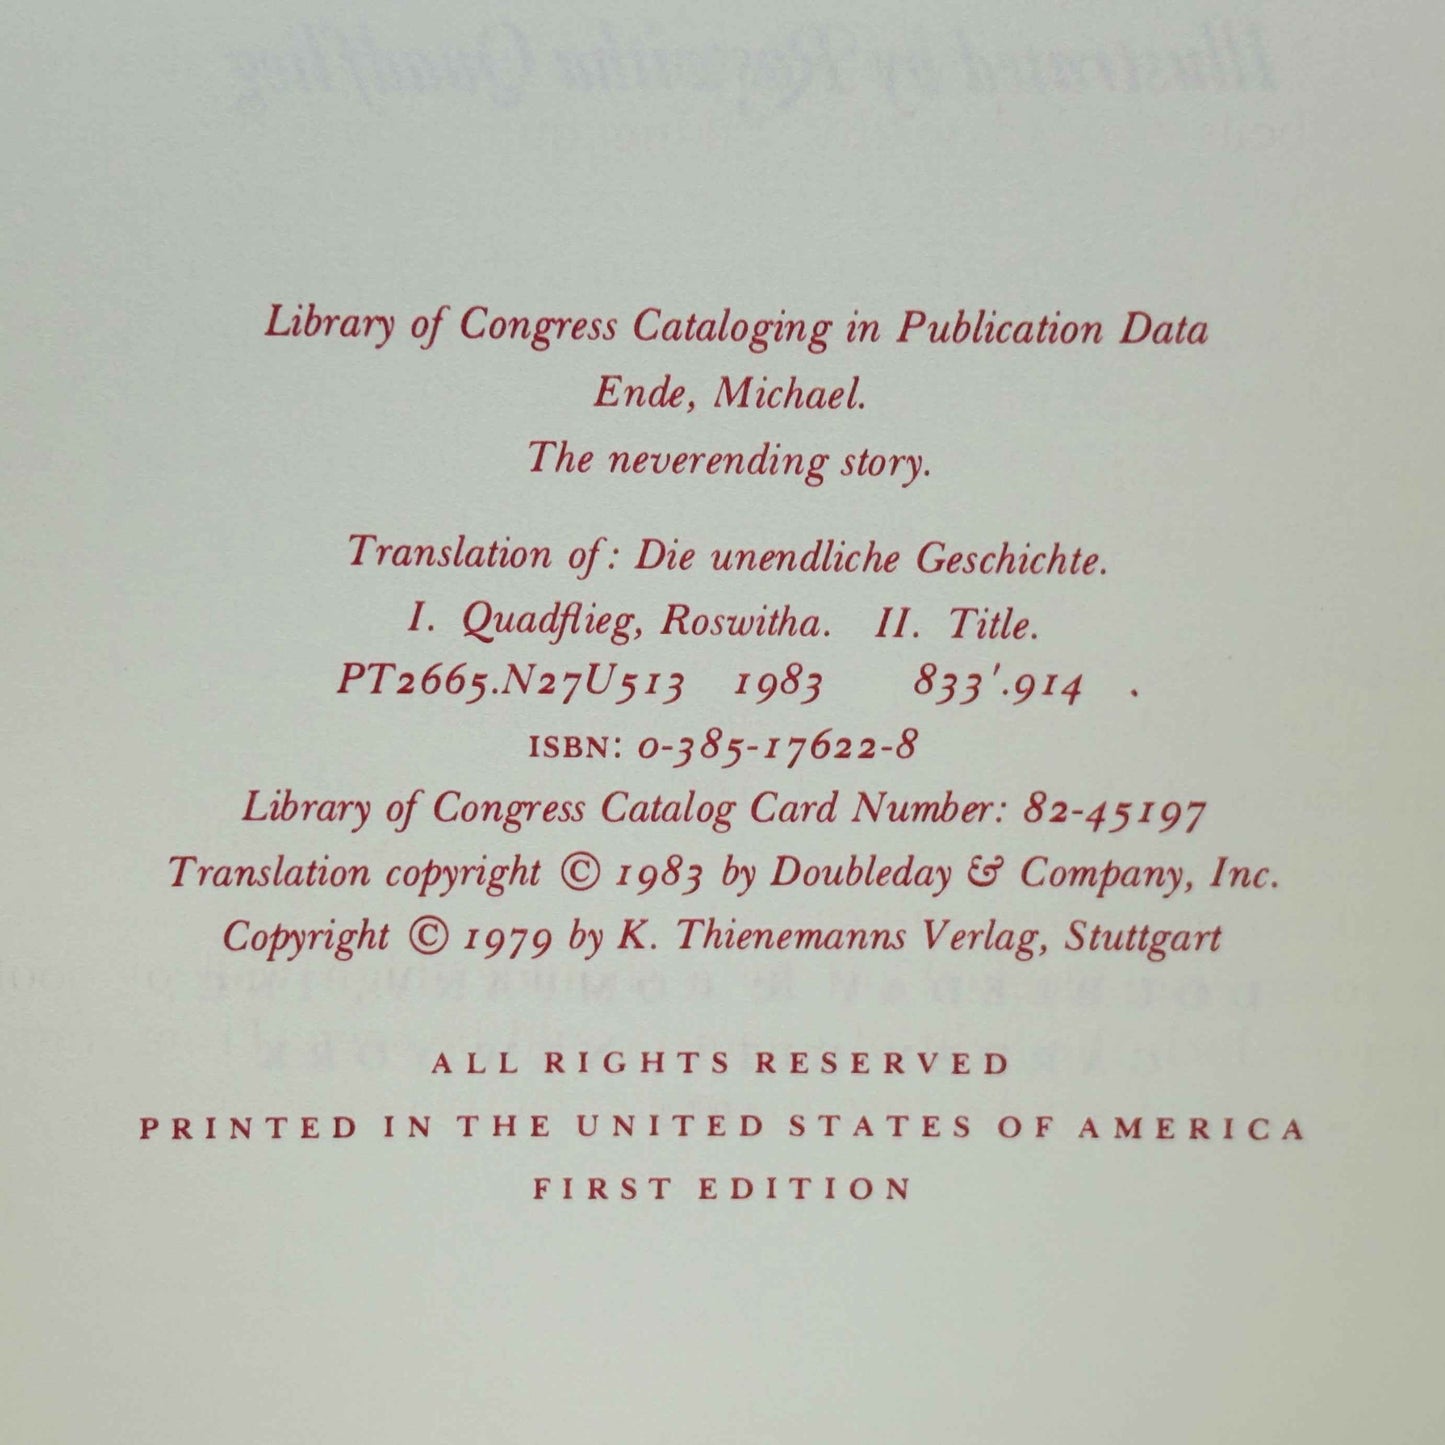 Library of Congress Cataloging in Publication Data
Ende, Michael.
The neverending story.
Translation of: Die unendliche Geschichte.
I. Quadflieg, Roswitha. II. Title.
PT2665.N27U513 1983 833'.914 .
ISBN: 0-385-17622-8
Library of Congress Catalog Card Number: 82-45197
Translation copyright © 1983 by Doubleday & Company, Inc.
Copyright © 1979 by K. Thienemanns Verlag, Stuttgart
ALL RIGHTS RESERVED
PRINTED IN THE UNITED STATES OF AMERICA
FIRST EDITION